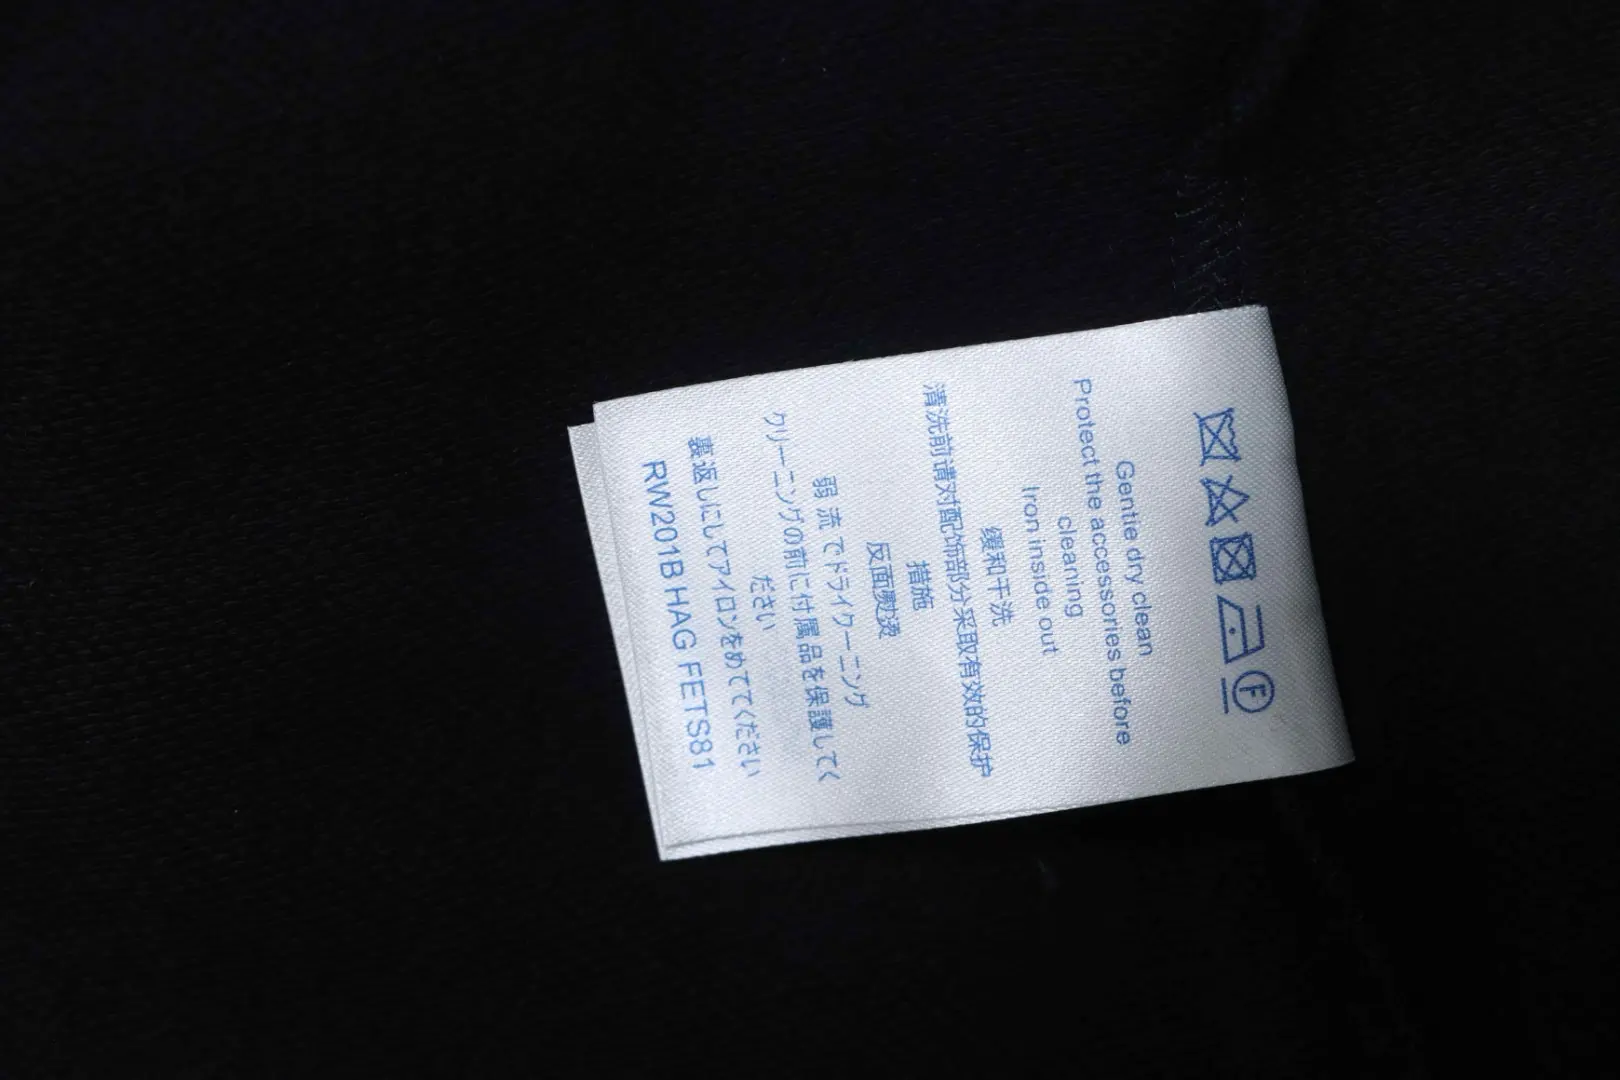 F
Gentie dry clean
Protect the accessories before
cleaning
Iron inside out
缓和干洗
清洗前请对配饰部分采取有效的保护
措施
反面熨烫
弱 流 でドライクーニング
クリーニングの前に付属品を保護してく
ださい
裏返しにしてアイロンをめててください
RW201B HAG FETS81